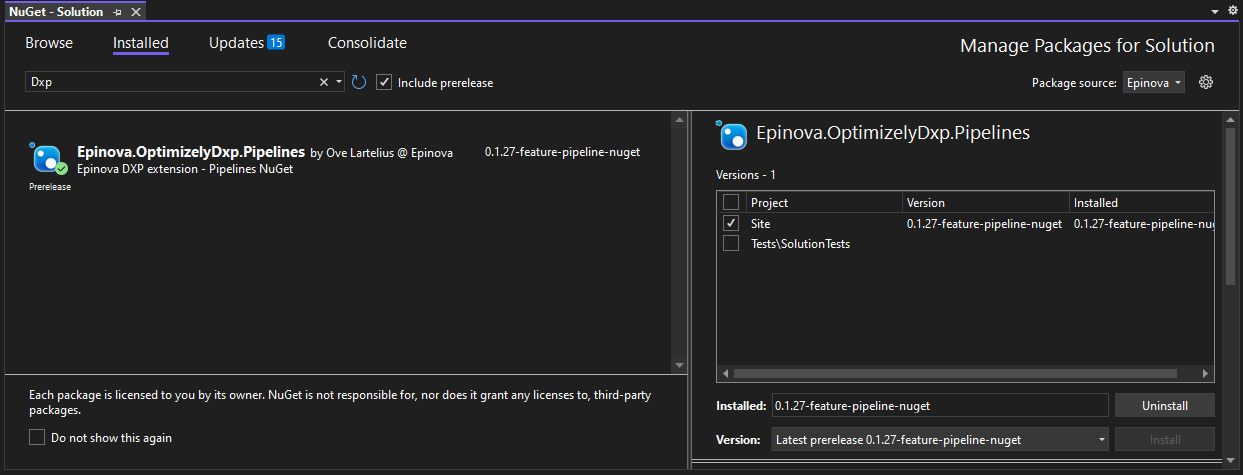 NuGet - Solution
Browse Installed Updates 15 Consolidate
Manage Packages for Solution
Dxp Include prerelease
Package source: Epinova
Epinova.OptimizelyDxp.Pipelines by Ove Lartelius @ Epinova 0.1.27-feature-pipeline-nuget
Epinova DXP extension - Pipelines NuGet
Prerelease
Each package is licensed to you by its owner. NuGet is not responsible for, nor does it grant any licenses to, third-party
packages.
Do not show this again
Epinova.OptimizelyDxp.Pipelines
Versions - 1
Project Version Installed
Site 0.1.27-feature-pipeline-nuget 0.1.27-feature-pipeline-nug
Tests\SolutionTests
Installed: 0.1.27-feature-pipeline-nuget Uninstall
Version: Latest prerelease 0.1.27-feature-pipeline-nuget Install